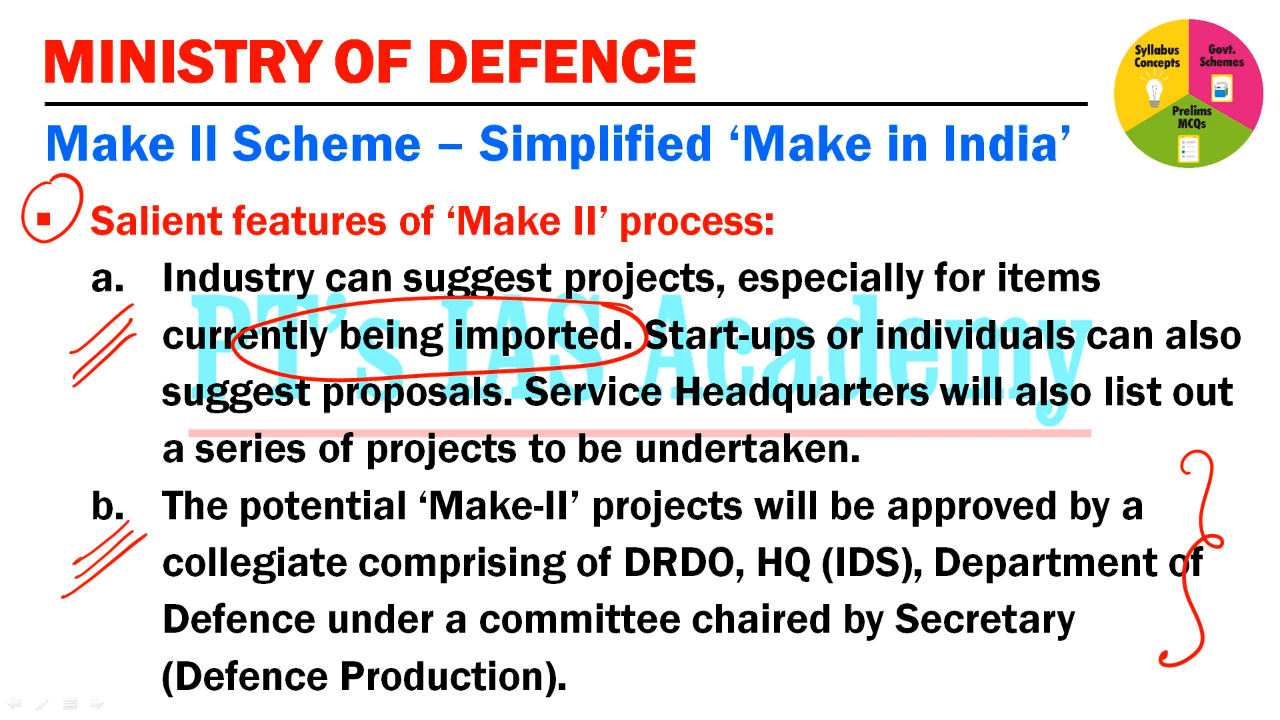 MINISTRY OF DEFENCE
Syllabus Concepts
Govt. Schemes
Prelims MCQs
Make II Scheme – Simplified ‘Make in India’
▪ Salient features of ‘Make II’ process:
a. Industry can suggest projects, especially for items
currently being imported. Start-ups or individuals can also
suggest proposals. Service Headquarters will also list out
a series of projects to be undertaken.
b. The potential ‘Make-II’ projects will be approved by a
collegiate comprising of DRDO, HQ (IDS), Department of
Defence under a committee chaired by Secretary
(Defence Production).
PT's IAS Academy